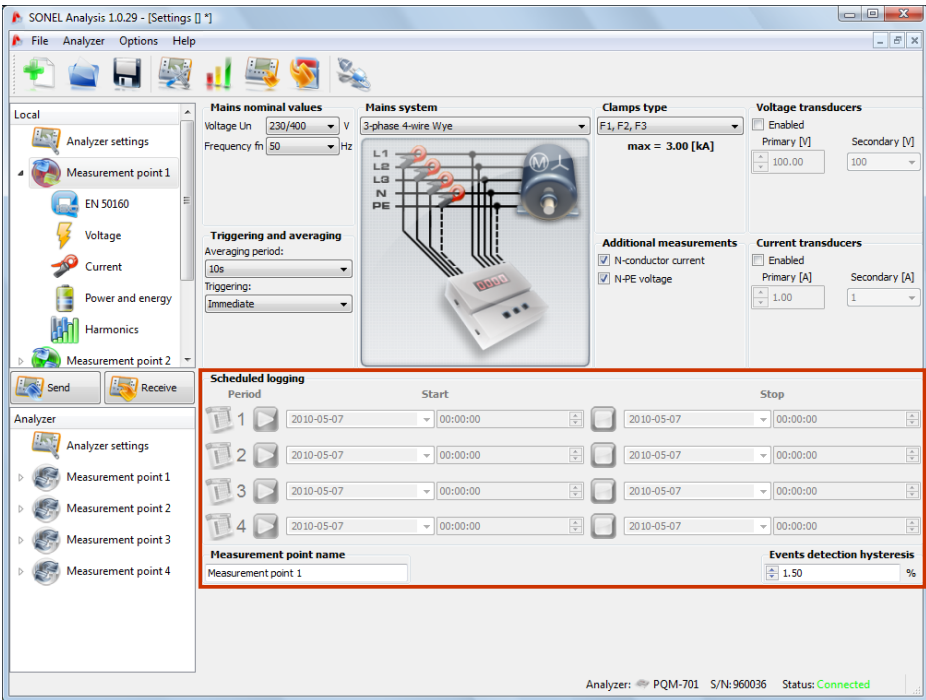 SONEL Analysis 1.0.29 - [Settings [] *]
File Analyzer Options Help
Local
Analyzer settings
Measurement point 1
EN 50160
Voltage
Current
Power and energy
Harmonics
Measurement point 2
Send Receive
Analyzer
Analyzer settings
Measurement point 1
Measurement point 2
Measurement point 3
Measurement point 4
Mains nominal values
Voltage Un 230/400 V
Frequency fn 50 Hz
Triggering and averaging
Averaging period:
10s
Triggering:
Immediate
Mains system
3-phase 4-wire Wye
L1
L2
L3
N
PE
M
Clamps type
F1, F2, F3
max = 3.00 [kA]
Additional measurements
N-conductor current
N-PE voltage
Voltage transducers
Enabled
Primary [V] Secondary [V]
100.00 100
Current transducers
Enabled
Primary [A] Secondary [A]
1.00 1
Scheduled logging
Period Start Stop
1 2010-05-07 00:00:00 2010-05-07 00:00:00
2 2010-05-07 00:00:00 2010-05-07 00:00:00
3 2010-05-07 00:00:00 2010-05-07 00:00:00
4 2010-05-07 00:00:00 2010-05-07 00:00:00
Measurement point name Events detection hysteresis
Measurement point 1 1.50 %
Analyzer: PQM-701 S/N: 960036 Status: Connected